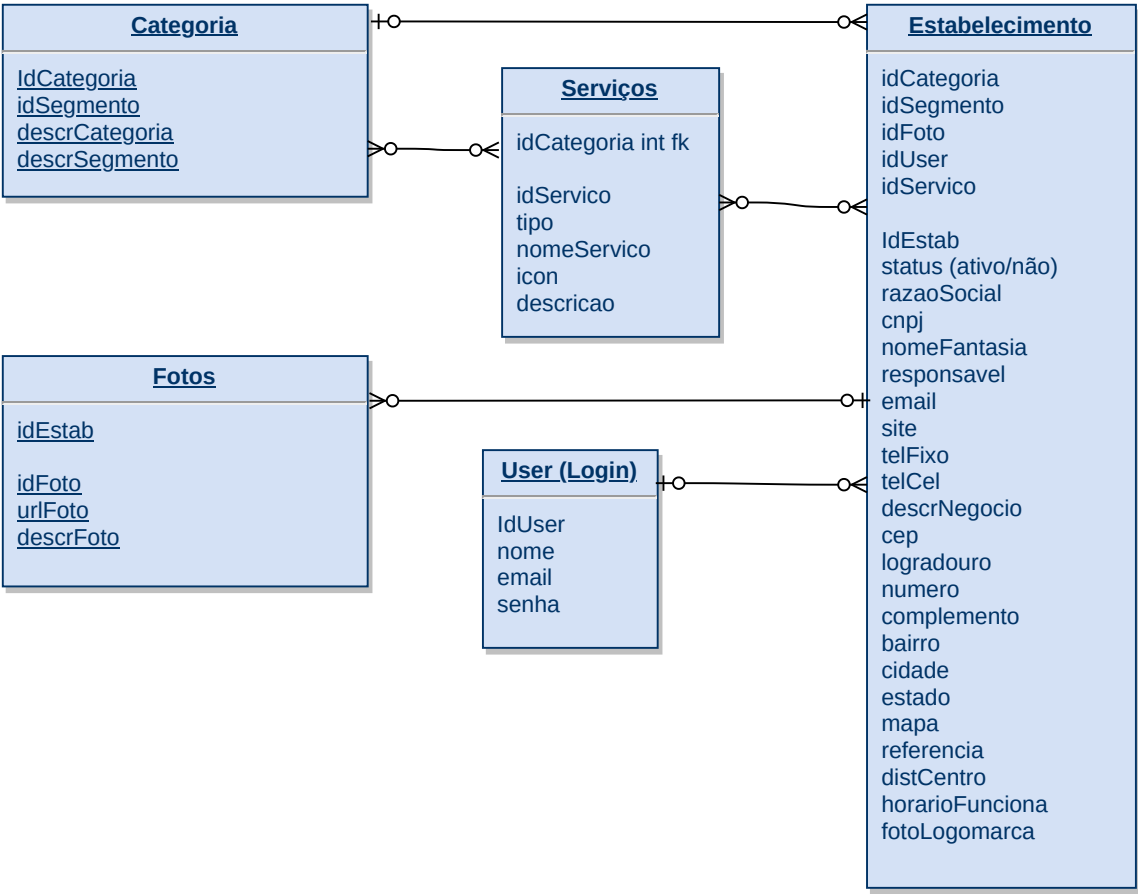 Categoria
IdCategoria
idSegmento
descrCategoria
descrSegmento
Serviços
idCategoria int fk
idServico
tipo
nomeServico
icon
descricao
Estabelecimento
idCategoria
idSegmento
idFoto
idUser
idServico
IdEstab
status (ativo/não)
razaoSocial
cnpj
nomeFantasia
responsavel
email
site
telFixo
telCel
descrNegocio
cep
logradouro
numero
complemento
bairro
cidade
estado
mapa
referencia
distCentro
horarioFunciona
fotoLogomarca
Fotos
idEstab
idFoto
urlFoto
descrFoto
User (Login)
IdUser
nome
email
senha